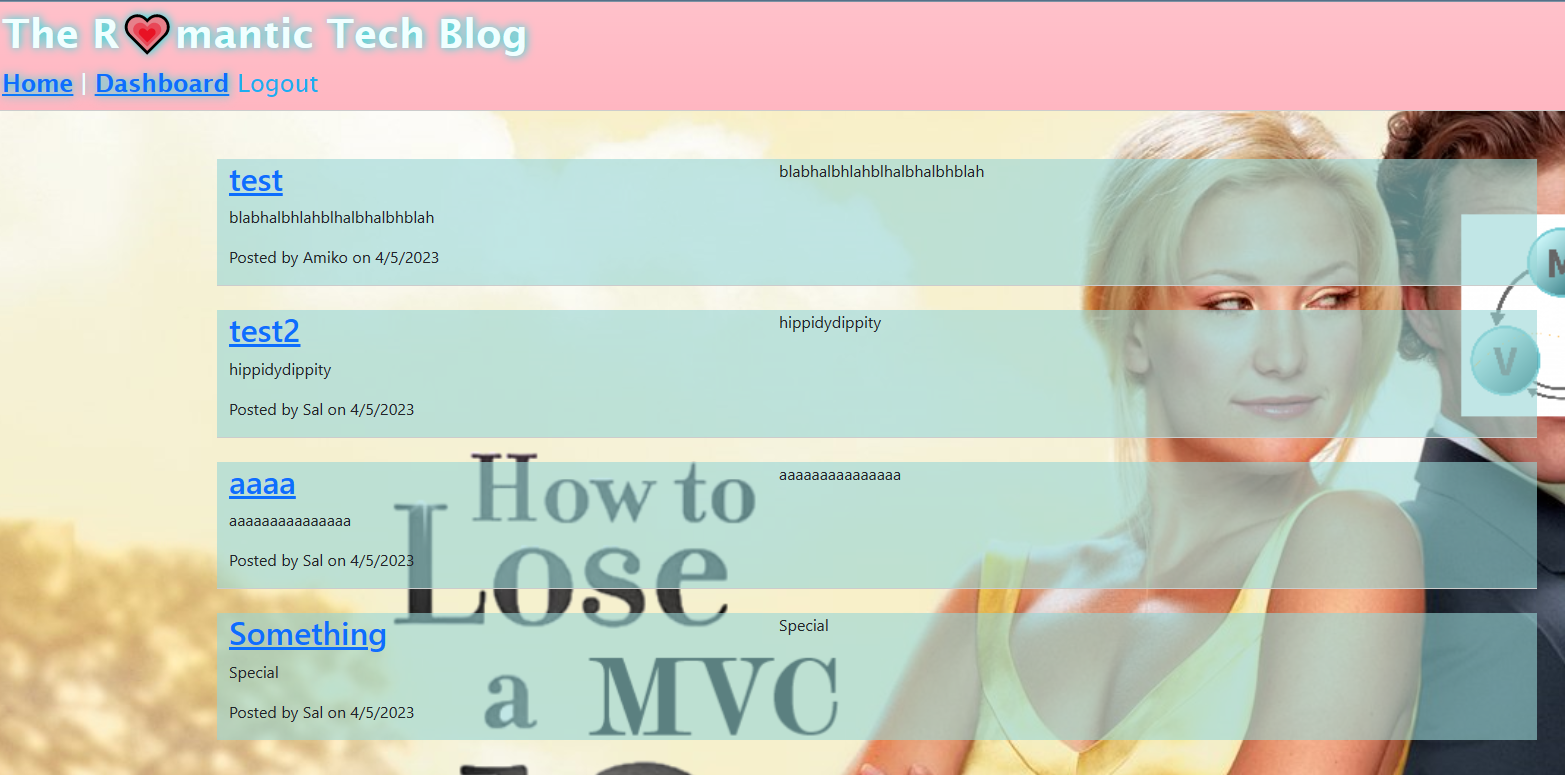 The R❤mantic Tech Blog
Home | Dashboard Logout
test
blabhalbhlahblhalbhalbhblah
blabhalbhlahblhalbhalbhblah
Posted by Amiko on 4/5/2023
M
test2
hippidydippity
hippidydippity
Posted by Sal on 4/5/2023
V
aaaa
aaaaaaaaaaaaaaa
aaaaaaaaaaaaaaa
Posted by Sal on 4/5/2023
How to
Lose
Something
Special
Special
Posted by Sal on 4/5/2023
a MVC